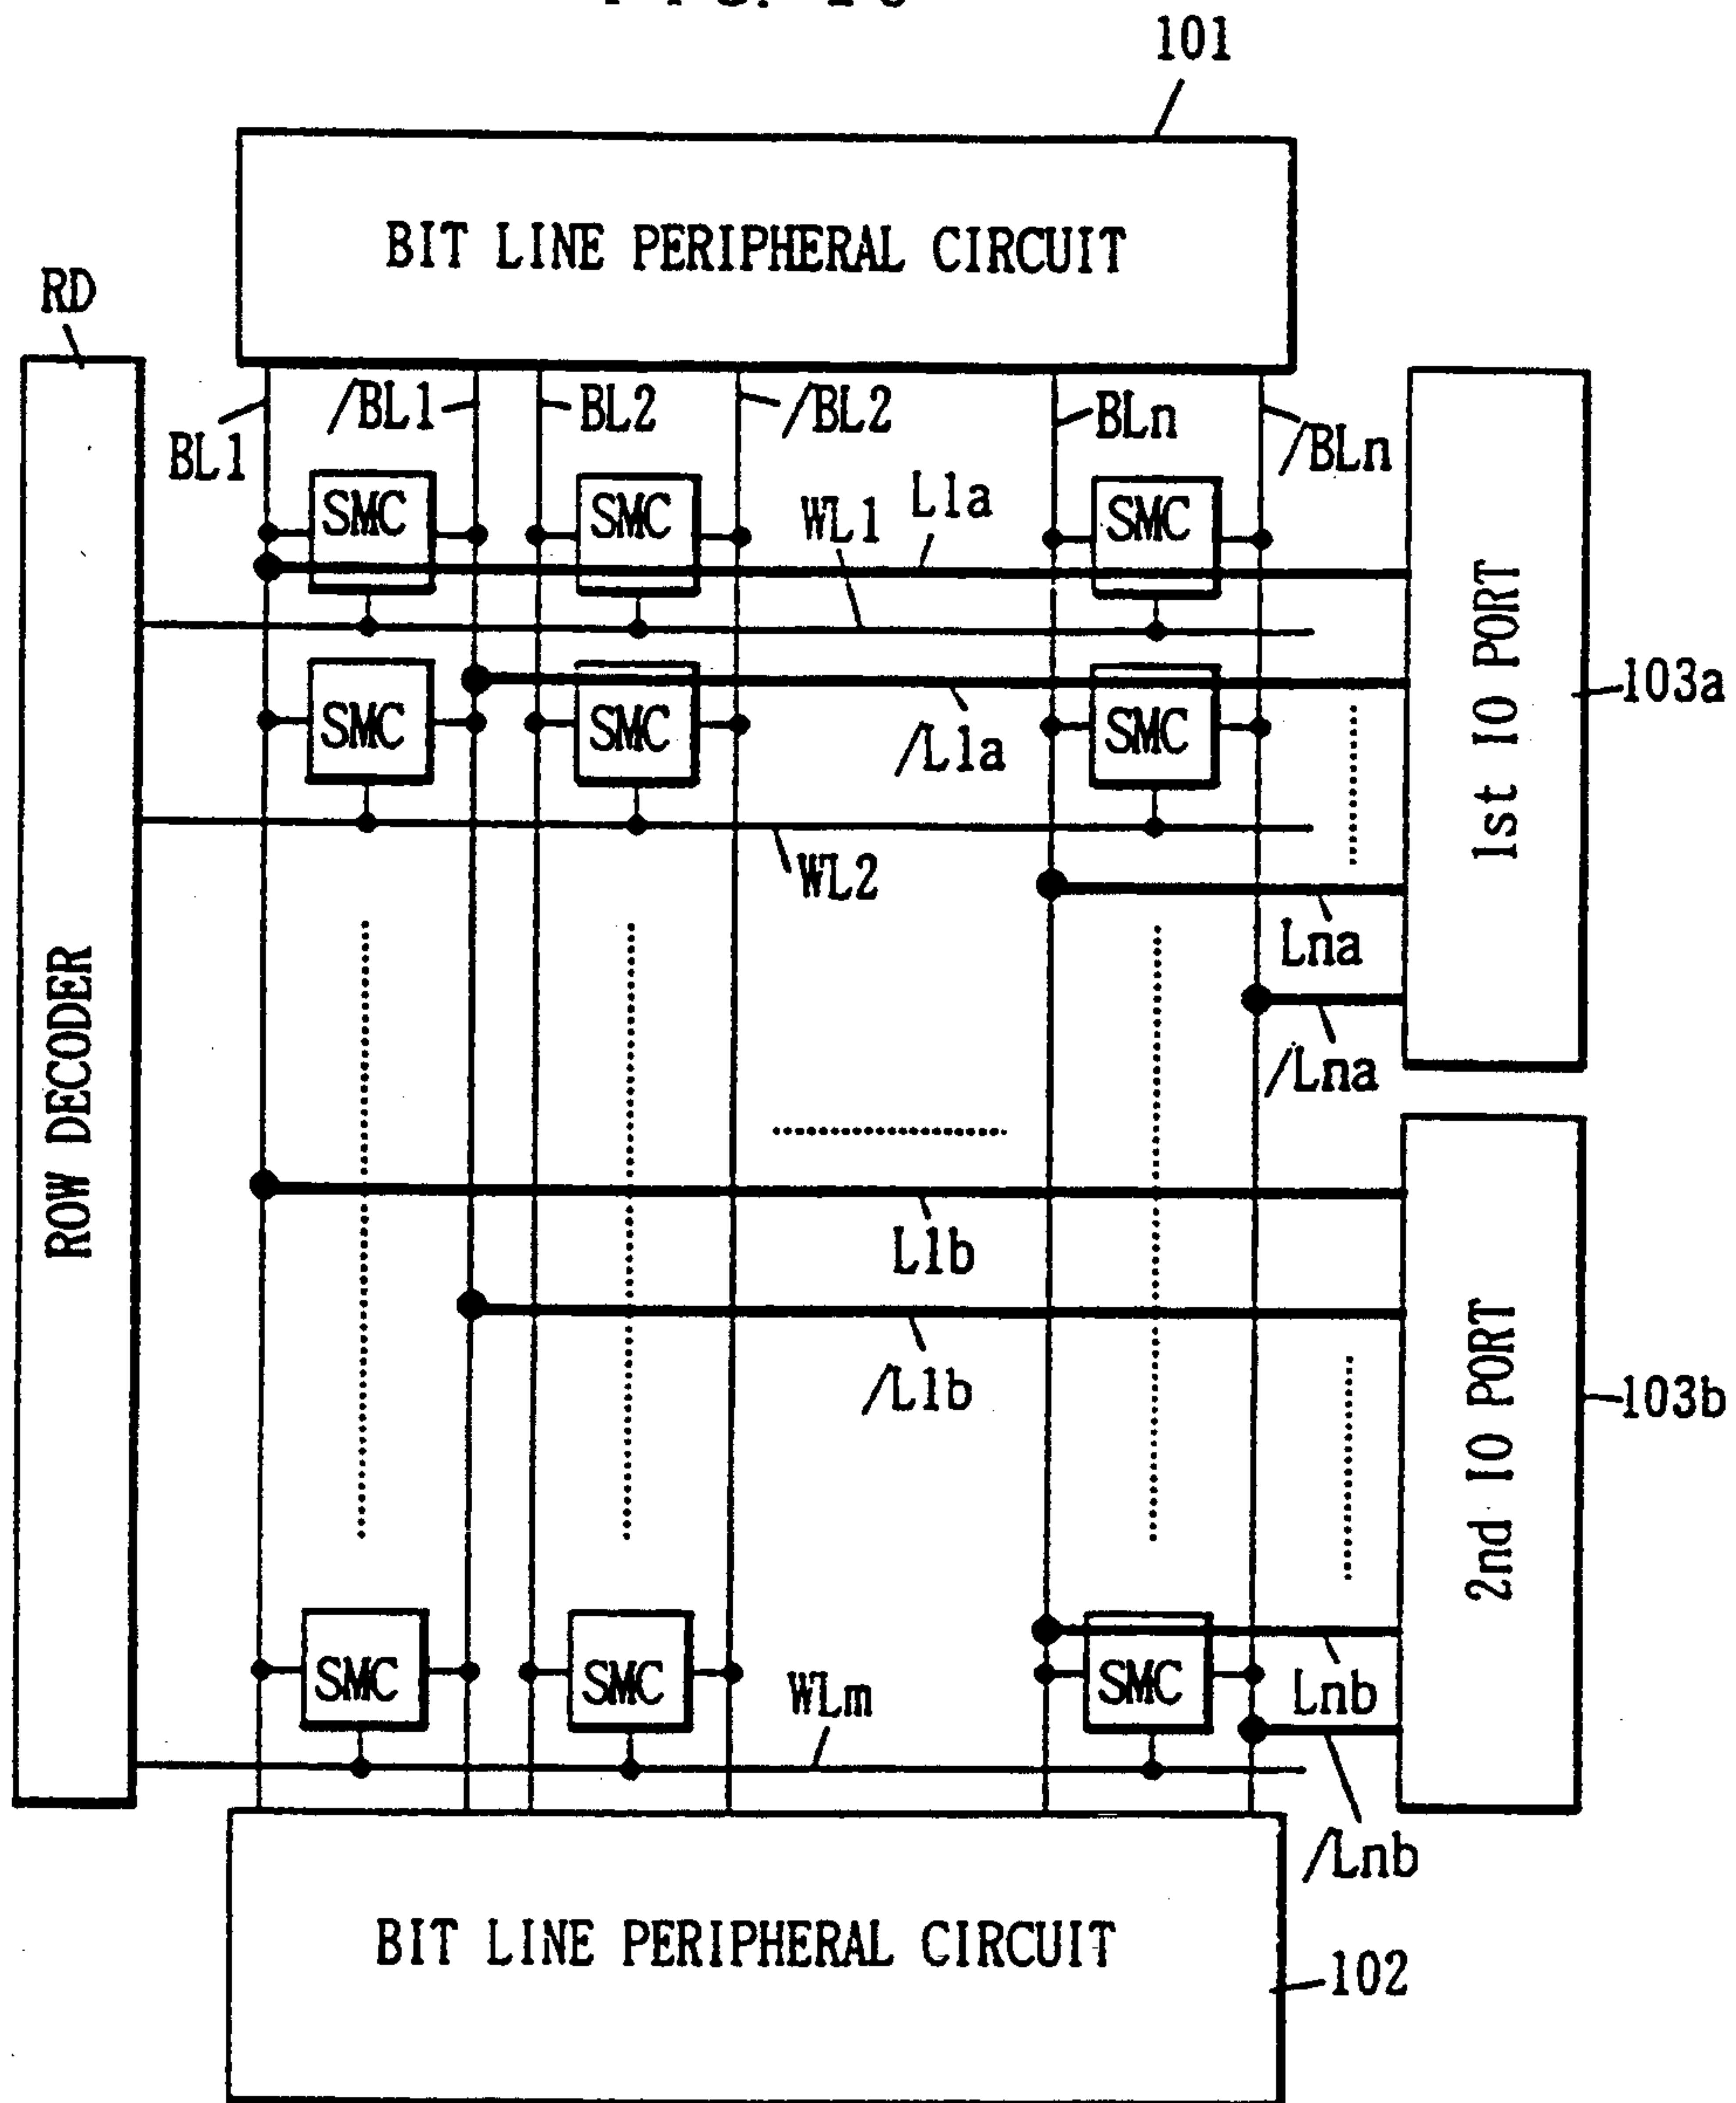 101
BIT LINE PERIPHERAL CIRCUIT
RD
BL1
/BL1
BL2
/BL2
BLn
/BLn
SMC
SMC
SMC
WL1
L1a
1st IO PORT
103a
SMC
SMC
SMC
/L1a
WL2
Lna
/Lna
ROW DECODER
L1b
/L1b
2nd IO PORT
103b
SMC
SMC
SMC
WLm
Lnb
/Lnb
BIT LINE PERIPHERAL CIRCUIT
102